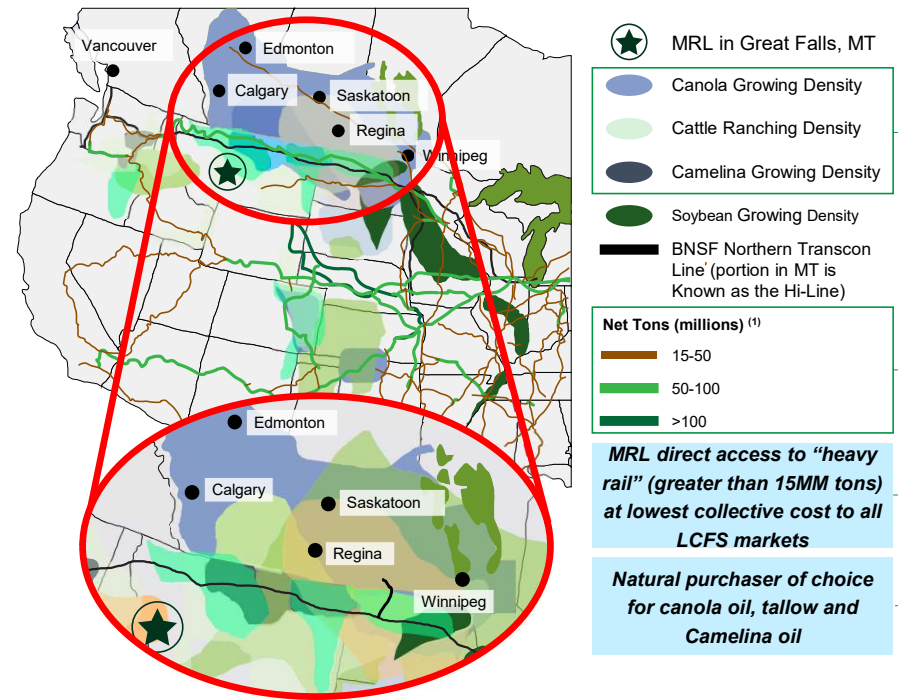 Vancouver
Edmonton
Calgary
Saskatoon
Regina
Winnipeg
Edmonton
Calgary
Saskatoon
Regina
Winnipeg
MRL in Great Falls, MT
Canola Growing Density
Cattle Ranching Density
Camelina Growing Density
Soybean Growing Density
BNSF Northern Transcon
Line' (portion in MT is
Known as the Hi-Line)
Net Tons (millions) (1)
15-50
50-100
>100
MRL direct access to “heavy
rail” (greater than 15MM tons)
at lowest collective cost to all
LCFS markets
Natural purchaser of choice
for canola oil, tallow and
Camelina oil